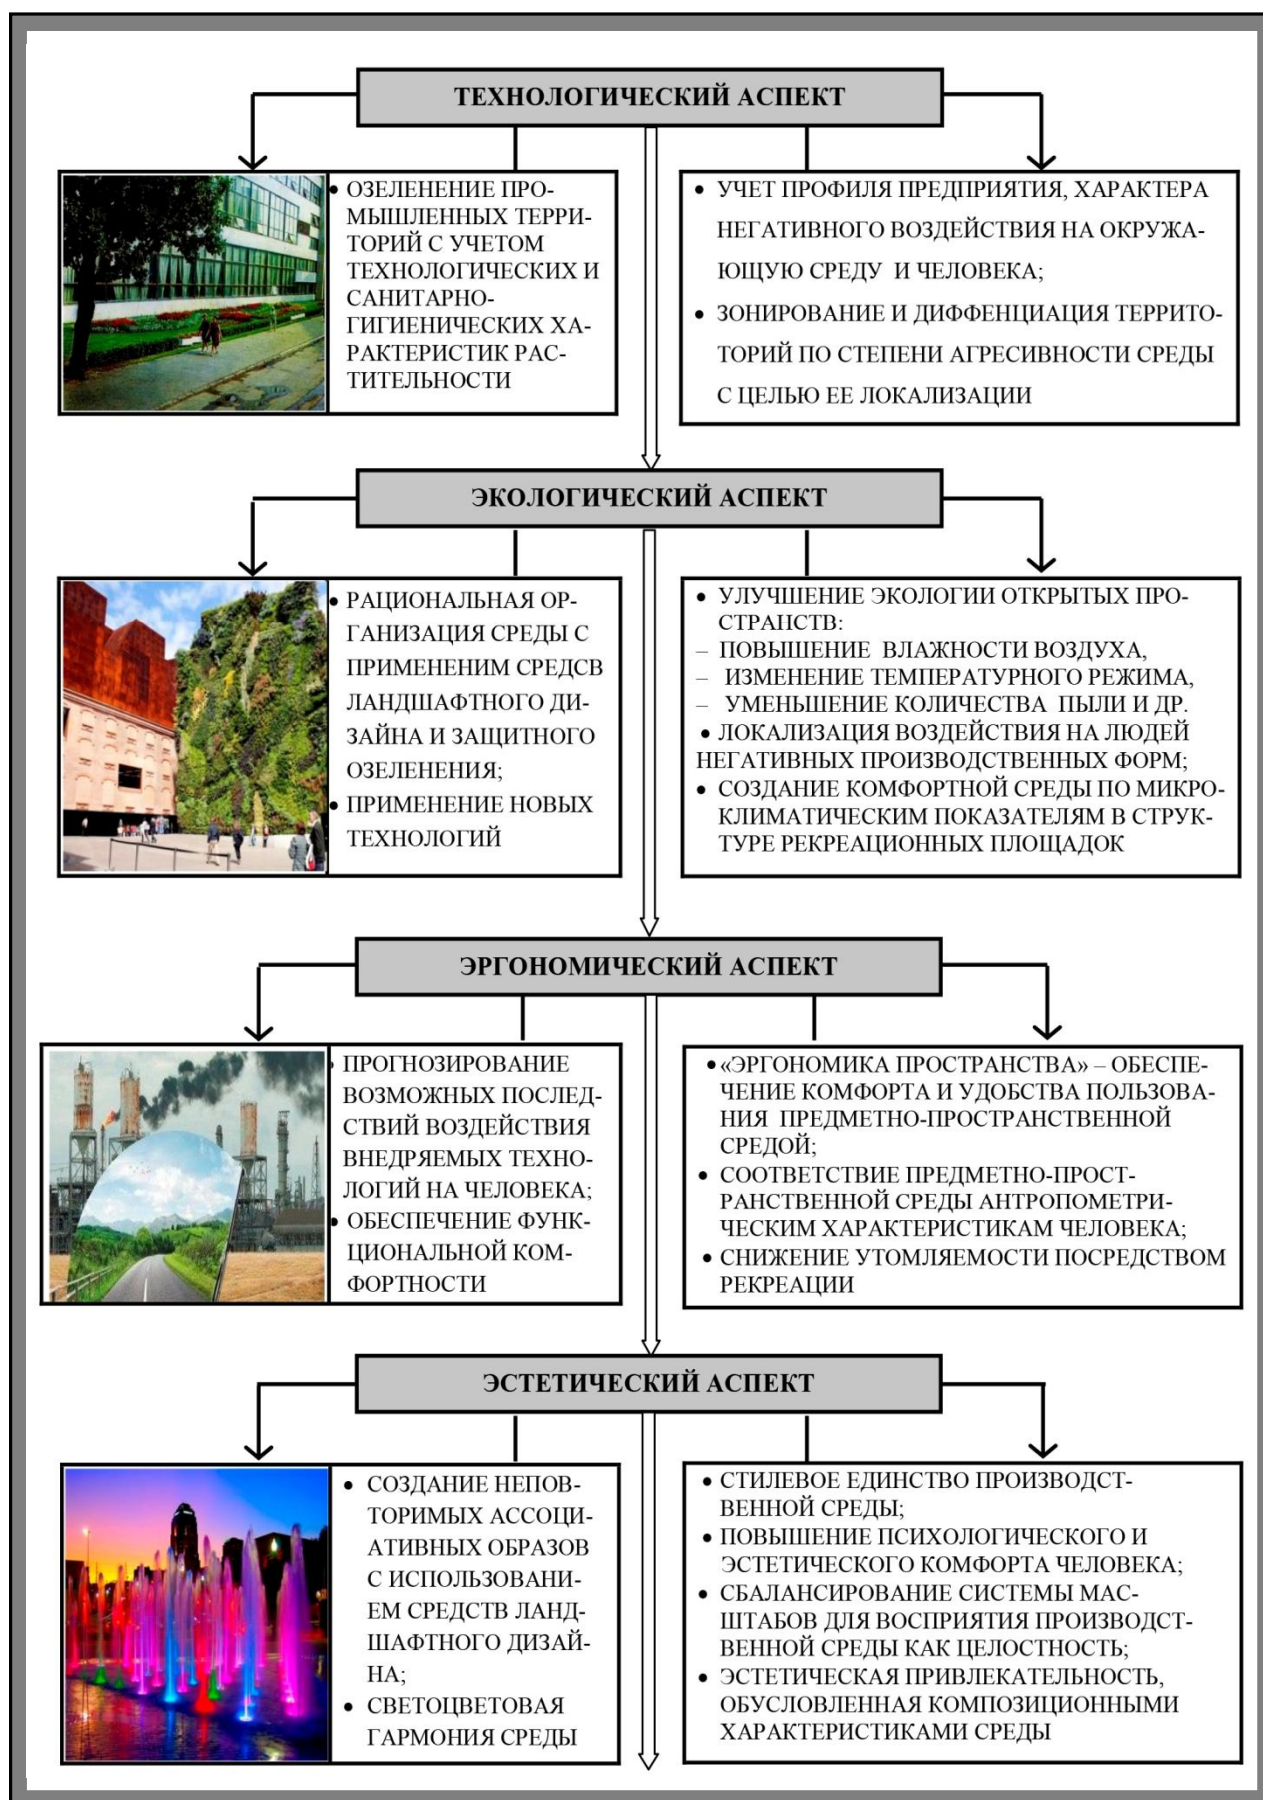 ТЕХНОЛОГИЧЕСКИЙ АСПЕКТ
• ОЗЕЛЕНЕНИЕ ПРО-
МЫШЛЕННЫХ ТЕРРИ-
ТОРИЙ С УЧЕТОМ
ТЕХНОЛОГИЧЕСКИХ И
САНИТАРНО-
ГИГИЕНИЧЕСКИХ ХА-
РАКТЕРИСТИК РАС-
ТИТЕЛЬНОСТИ
• УЧЕТ ПРОФИЛЯ ПРЕДПРИЯТИЯ, ХАРАКТЕРА
НЕГАТИВНОГО ВОЗДЕЙСТВИЯ НА ОКРУЖА-
ЮЩУЮ СРЕДУ И ЧЕЛОВЕКА;
• ЗОНИРОВАНИЕ И ДИФФЕНЦИАЦИЯ ТЕРРИТО-
ТОРИЙ ПО СТЕПЕНИ АГРЕСИВНОСТИ СРЕДЫ
С ЦЕЛЬЮ ЕЕ ЛОКАЛИЗАЦИИ
ЭКОЛОГИЧЕСКИЙ АСПЕКТ
• РАЦИОНАЛЬНАЯ ОР-
ГАНИЗАЦИЯ СРЕДЫ С
ПРИМЕНЕНИМ СРЕДСВ
ЛАНДШАФТНОГО ДИ-
ЗАЙНА И ЗАЩИТНОГО
ОЗЕЛЕНЕНИЯ;
• ПРИМЕНЕНИЕ НОВЫХ
ТЕХНОЛОГИЙ
• УЛУЧШЕНИЕ ЭКОЛОГИИ ОТКРЫТЫХ ПРО-
СТРАНСТВ:
– ПОВЫШЕНИЕ ВЛАЖНОСТИ ВОЗДУХА,
– ИЗМЕНЕНИЕ ТЕМПЕРАТУРНОГО РЕЖИМА,
– УМЕНЬШЕНИЕ КОЛИЧЕСТВА ПЫЛИ И ДР.
• ЛОКАЛИЗАЦИЯ ВОЗДЕЙСТВИЯ НА ЛЮДЕЙ
НЕГАТИВНЫХ ПРОИЗВОДСТВЕННЫХ ФОРМ;
• СОЗДАНИЕ КОМФОРТНОЙ СРЕДЫ ПО МИКРО-
КЛИМАТИЧЕСКИМ ПОКАЗАТЕЛЯМ В СТРУК-
ТУРЕ РЕКРЕАЦИОННЫХ ПЛОЩАДОК
ЭРГОНОМИЧЕСКИЙ АСПЕКТ
• ПРОГНОЗИРОВАНИЕ
ВОЗМОЖНЫХ ПОСЛЕД-
СТВИЙ ВОЗДЕЙСТВИЯ
ВНЕДРЯЕМЫХ ТЕХНО-
ЛОГИЙ НА ЧЕЛОВЕКА;
• ОБЕСПЕЧЕНИЕ ФУНК-
ЦИОНАЛЬНОЙ КОМ-
ФОРТНОСТИ
• «ЭРГОНОМИКА ПРОСТРАНСТВА» – ОБЕСПЕ-
ЧЕНИЕ КОМФОРТА И УДОБСТВА ПОЛЬЗОВА-
НИЯ ПРЕДМЕТНО-ПРОСТРАНСТВЕННОЙ
СРЕДОЙ;
• СООТВЕТСТВИЕ ПРЕДМЕТНО-ПРОСТ-
РАНСТВЕННОЙ СРЕДЫ АНТРОПОМЕТРИ-
ЧЕСКИМ ХАРАКТЕРИСТИКАМ ЧЕЛОВЕКА;
• СНИЖЕНИЕ УТОМЛЯЕМОСТИ ПОСРЕДСТВОМ
РЕКРЕАЦИИ
ЭСТЕТИЧЕСКИЙ АСПЕКТ
• СОЗДАНИЕ НЕПОВ-
ТОРИМЫХ АССОЦИ-
АТИВНЫХ ОБРАЗОВ
С ИСПОЛЬЗОВАНИ-
ЕМ СРЕДСТВ ЛАНД-
ШАФТНОГО ДИЗАЙ-
НА;
• СВЕТОЦВЕТОВАЯ
ГАРМОНИЯ СРЕДЫ
• СТИЛЕВОЕ ЕДИНСТВО ПРОИЗВОДСТ-
ВЕННОЙ СРЕДЫ;
• ПОВЫШЕНИЕ ПСИХОЛОГИЧЕСКОГО И
ЭСТЕТИЧЕСКОГО КОМФОРТА ЧЕЛОВЕКА;
• СБАЛАНСИРОВАНИЕ СИСТЕМЫ МАС-
ШТАБОВ ДЛЯ ВОСПРИЯТИЯ ПРОИЗВОДСТ-
ВЕННОЙ СРЕДЫ КАК ЦЕЛОСТНОСТЬ;
• ЭСТЕТИЧЕСКАЯ ПРИВЛЕКАТЕЛЬНОСТЬ,
ОБУСЛОВЛЕННАЯ КОМПОЗИЦИОННЫМИ
ХАРАКТЕРИСТИКАМИ СРЕДЫ